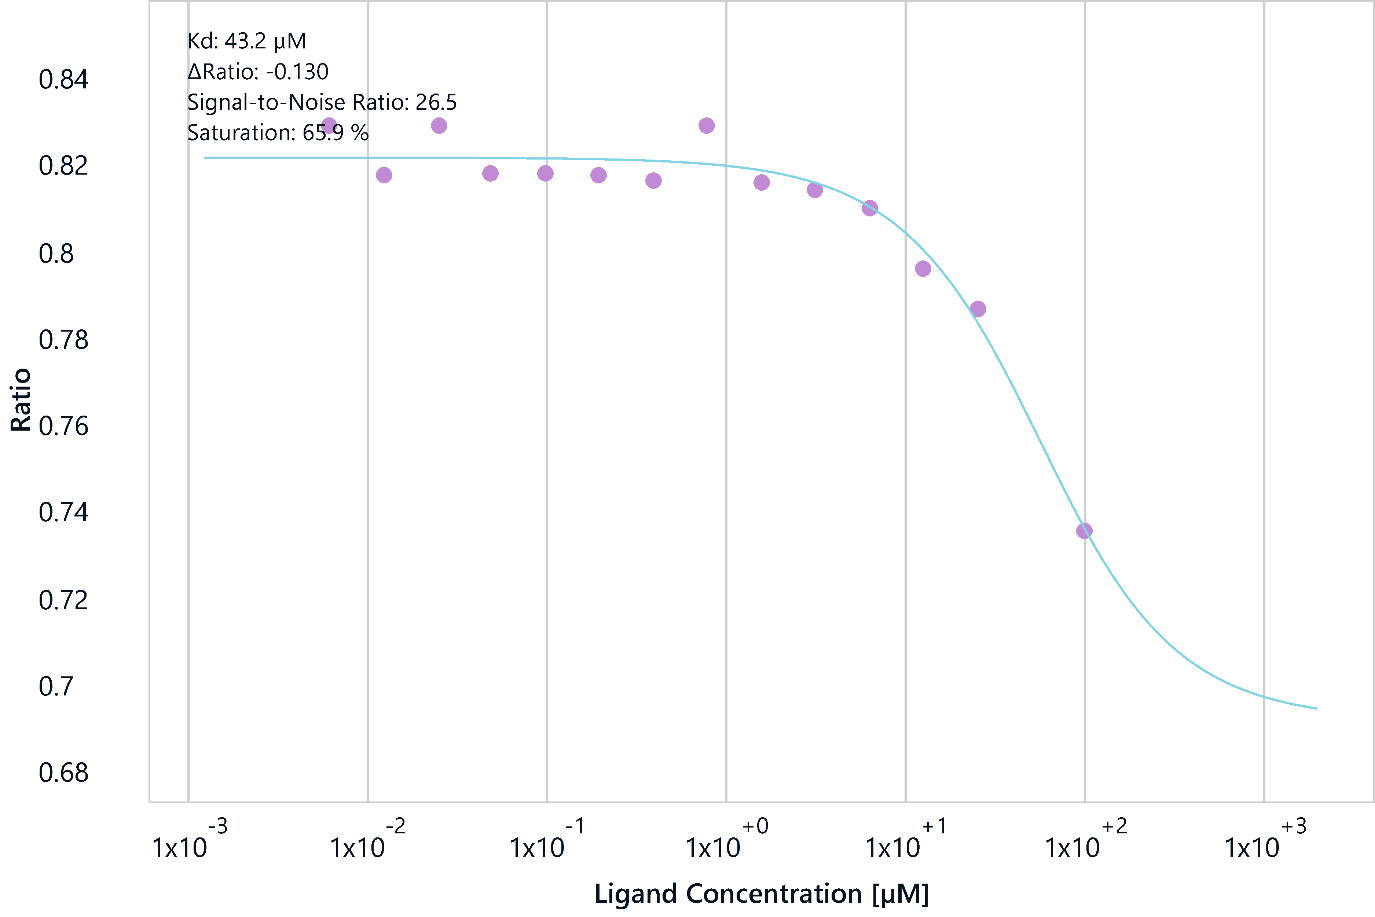 Kd: 43.2 µM
ΔRatio: -0.130
Signal-to-Noise Ratio: 26.5
Saturation: 65.9 %
0.84
0.82
0.8
0.78
0.76
0.74
0.72
0.7
0.68
Ratio
1x10^-3 1x10^-2 1x10^-1 1x10^+0 1x10^+1 1x10^+2 1x10^+3
Ligand Concentration [µM]